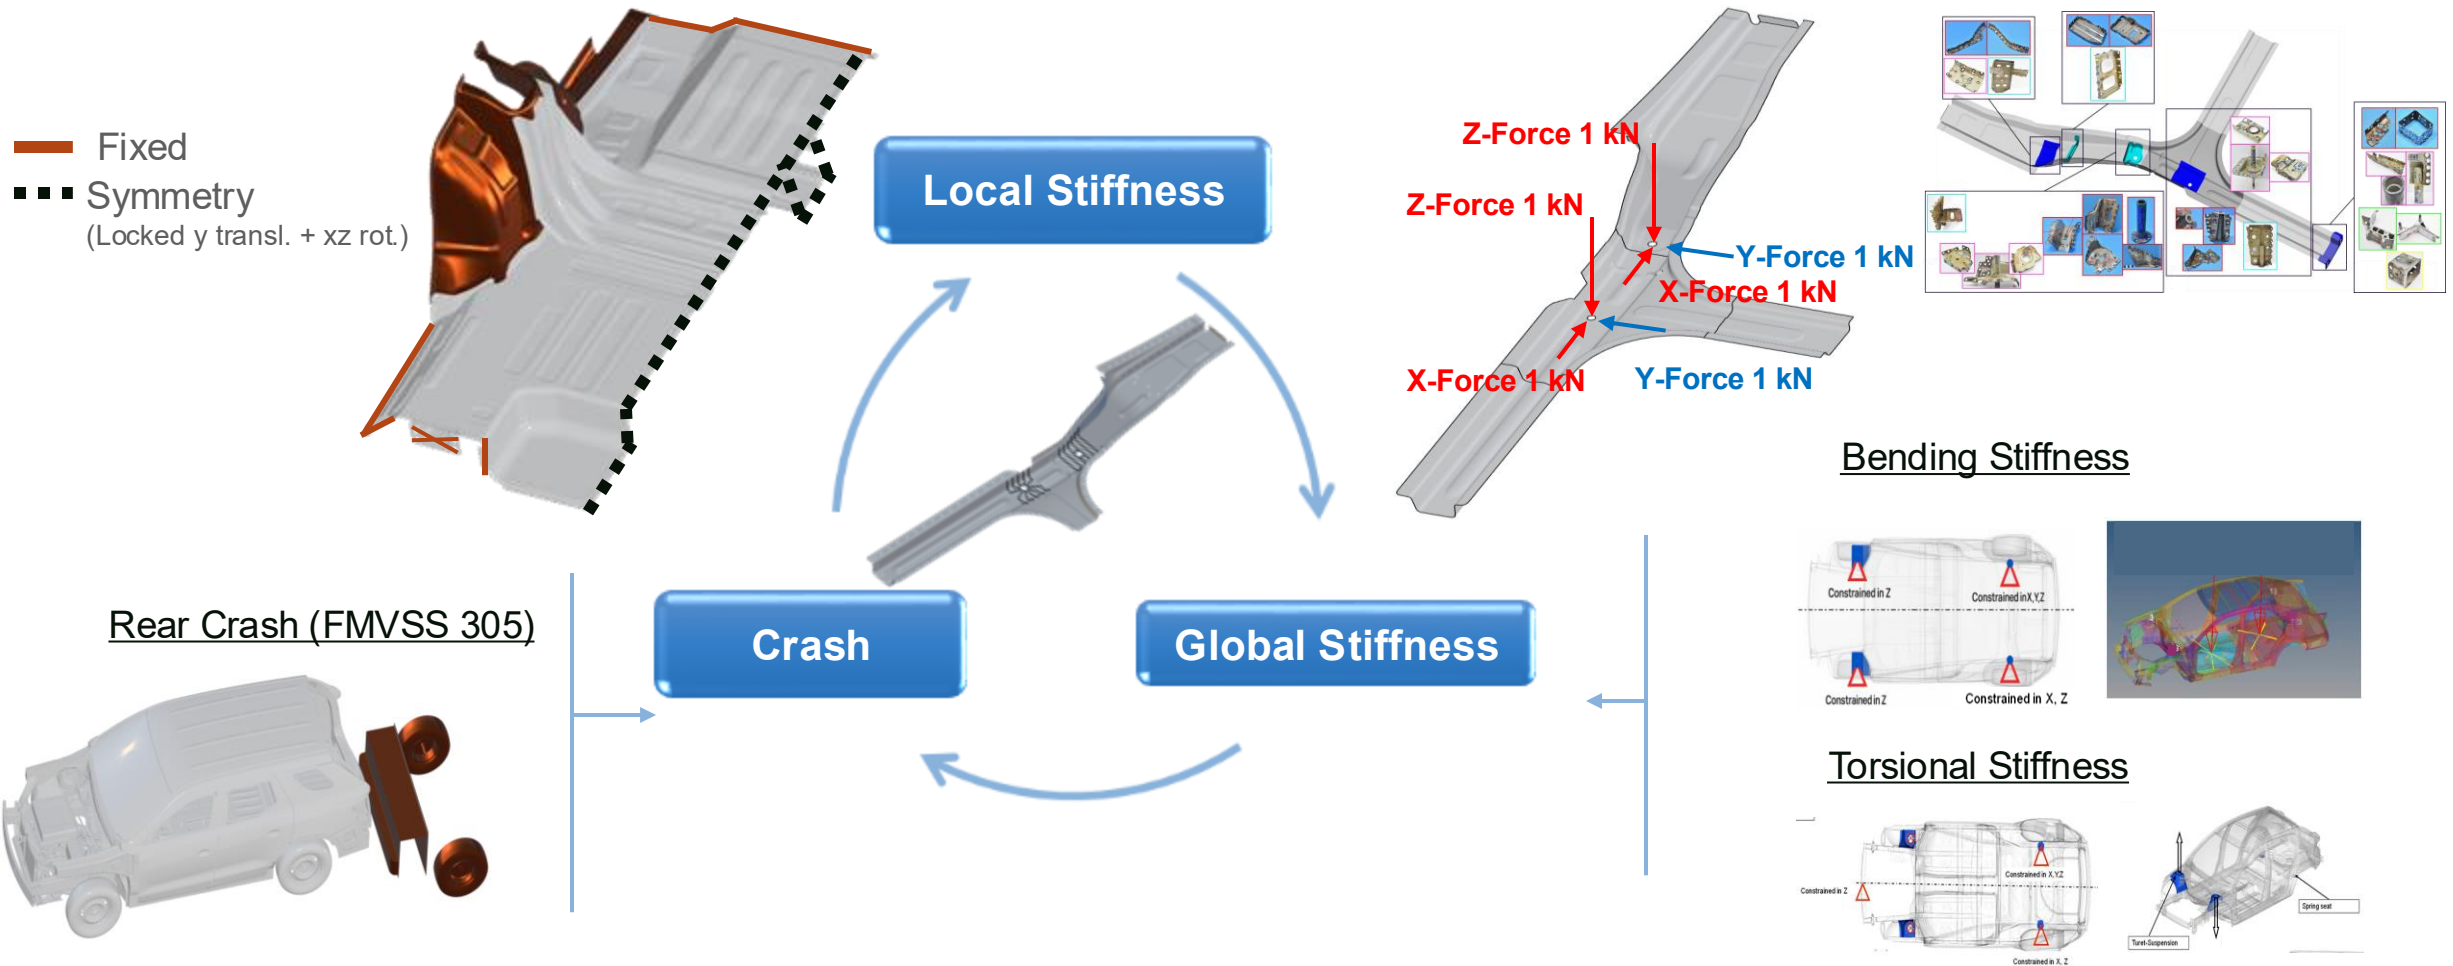 Fixed
Symmetry
(Locked y transl. + xz rot.)
Local Stiffness
Z-Force 1 kN
Z-Force 1 kN
Y-Force 1 kN
X-Force 1 kN
X-Force 1 kN
Y-Force 1 kN
Bending Stiffness
Constrained in Z
Constrained in X,Y,Z
Constrained in Z
Constrained in X, Z
Rear Crash (FMVSS 305)
Crash
Global Stiffness
Torsional Stiffness
Constrained in X,Y,Z
Constrained in Z
Constrained in X, Z
Spring seat
Turet-Suspension